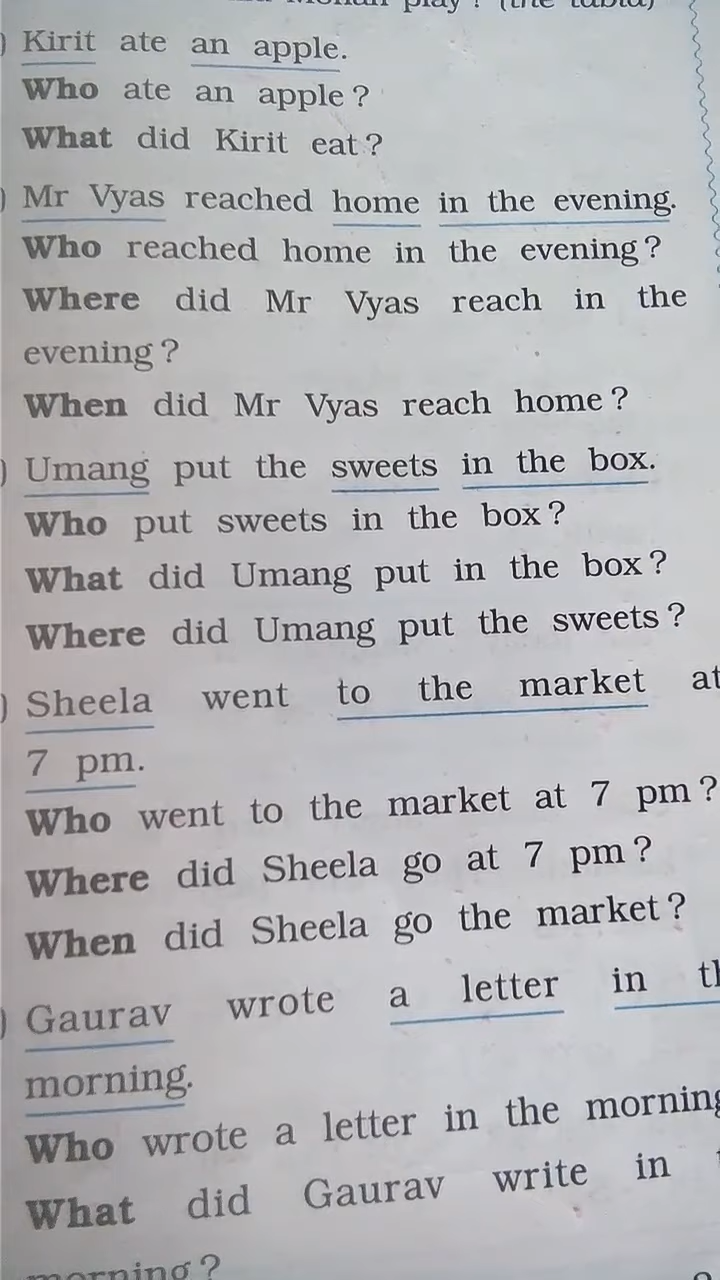 play? (the tabla)
) Kirit ate an apple.
Who ate an apple?
What did Kirit eat?
) Mr Vyas reached home in the evening.
Who reached home in the evening?
Where did Mr Vyas reach in the
evening?
When did Mr Vyas reach home?
) Umang put the sweets in the box.
Who put sweets in the box?
What did Umang put in the box?
Where did Umang put the sweets?
) Sheela went to the market at
7 pm.
Who went to the market at 7 pm?
Where did Sheela go at 7 pm?
When did Sheela go the market?
) Gaurav wrote a letter in
morning.
Who wrote a letter in the morning
What did Gaurav write in
morning?